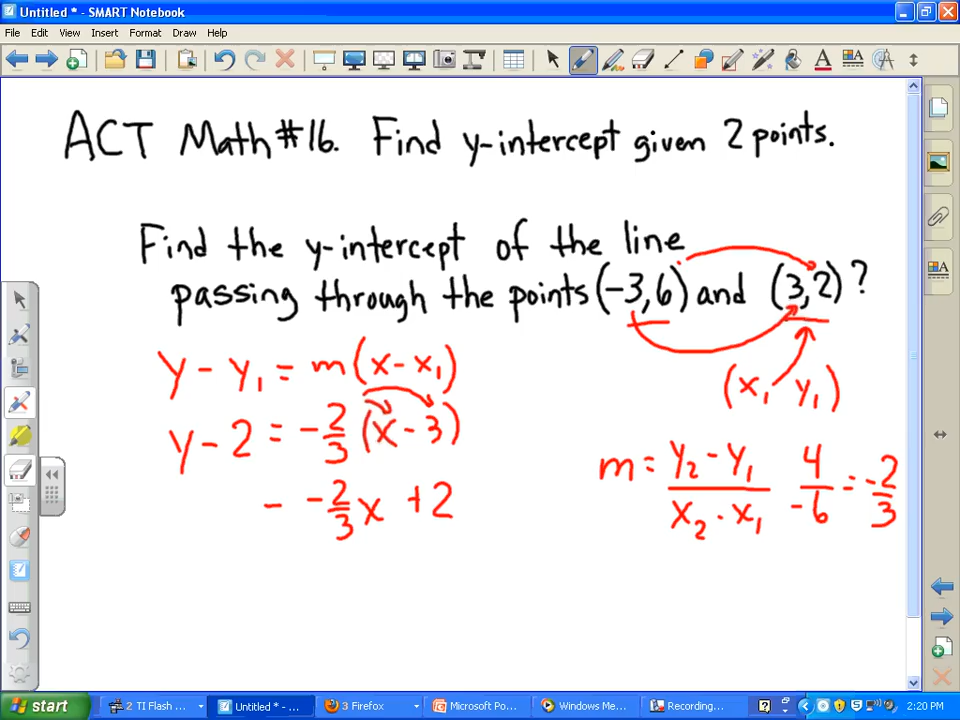 Untitled * - SMART Notebook
File Edit View Insert Format Draw Help
ACT Math #16. Find y-intercept given 2 points.
Find the y-intercept of the line
passing through the points (-3,6) and (3,2)?
y - y₁ = m(x - x₁)
(x₁ y₁)
y - 2 = -2/3 (x - 3)
m = y₂ - y₁ / x₂ - x₁ 4/-6 = -2/3
- -2/3 x + 2
start 2 TI Flash ... Untitled * - ... 3 Firefox Microsoft Po... Windows Me... Recording... 2:20 PM